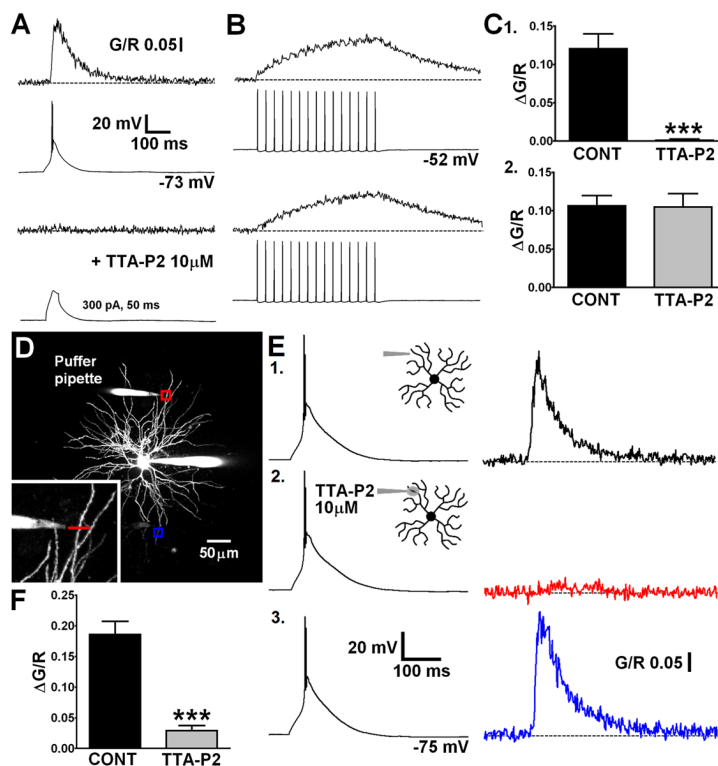 A
G/R 0.05
20 mV
100 ms
-73 mV
+ TTA-P2 10μM
300 pA, 50 ms
B
-52 mV
C1.
ΔG/R
0.15
0.10
0.05
0.00
***
CONT
TTA-P2
2.
ΔG/R
0.15
0.10
0.05
0.00
CONT
TTA-P2
D
Puffer
pipette
50μm
E
1.
2.
TTA-P2
10μM
3.
20 mV
100 ms
-75 mV
G/R 0.05
F
ΔG/R
0.25
0.20
0.15
0.10
0.05
0.00
***
CONT
TTA-P2